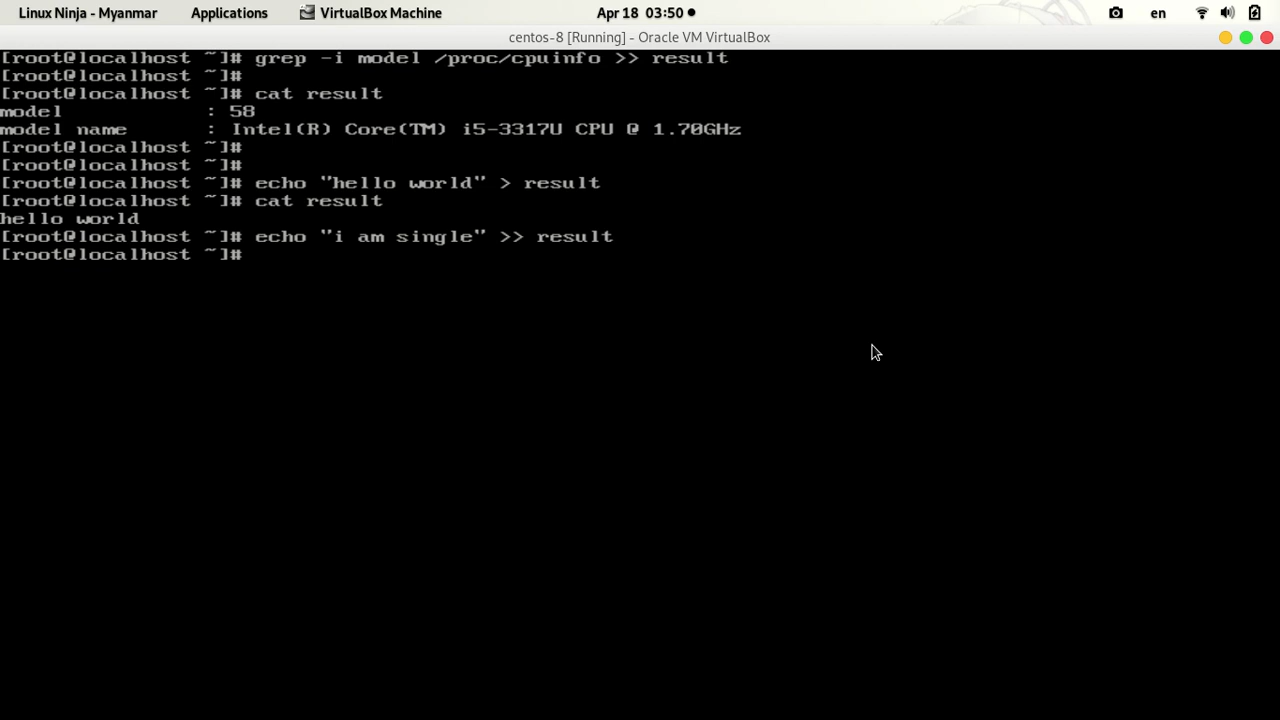 Linux Ninja - Myanmar Applications VirtualBox Machine Apr 18 03:50 en
centos-8 [Running] - Oracle VM VirtualBox
[root@localhost ~]# grep -i model /proc/cpuinfo >> result
[root@localhost ~]#
[root@localhost ~]# cat result
model : 58
model name : Intel(R) Core(TM) i5-3317U CPU @ 1.70GHz
[root@localhost ~]#
[root@localhost ~]#
[root@localhost ~]# echo "hello world" > result
[root@localhost ~]# cat result
hello world
[root@localhost ~]# echo "i am single" >> result
[root@localhost ~]#